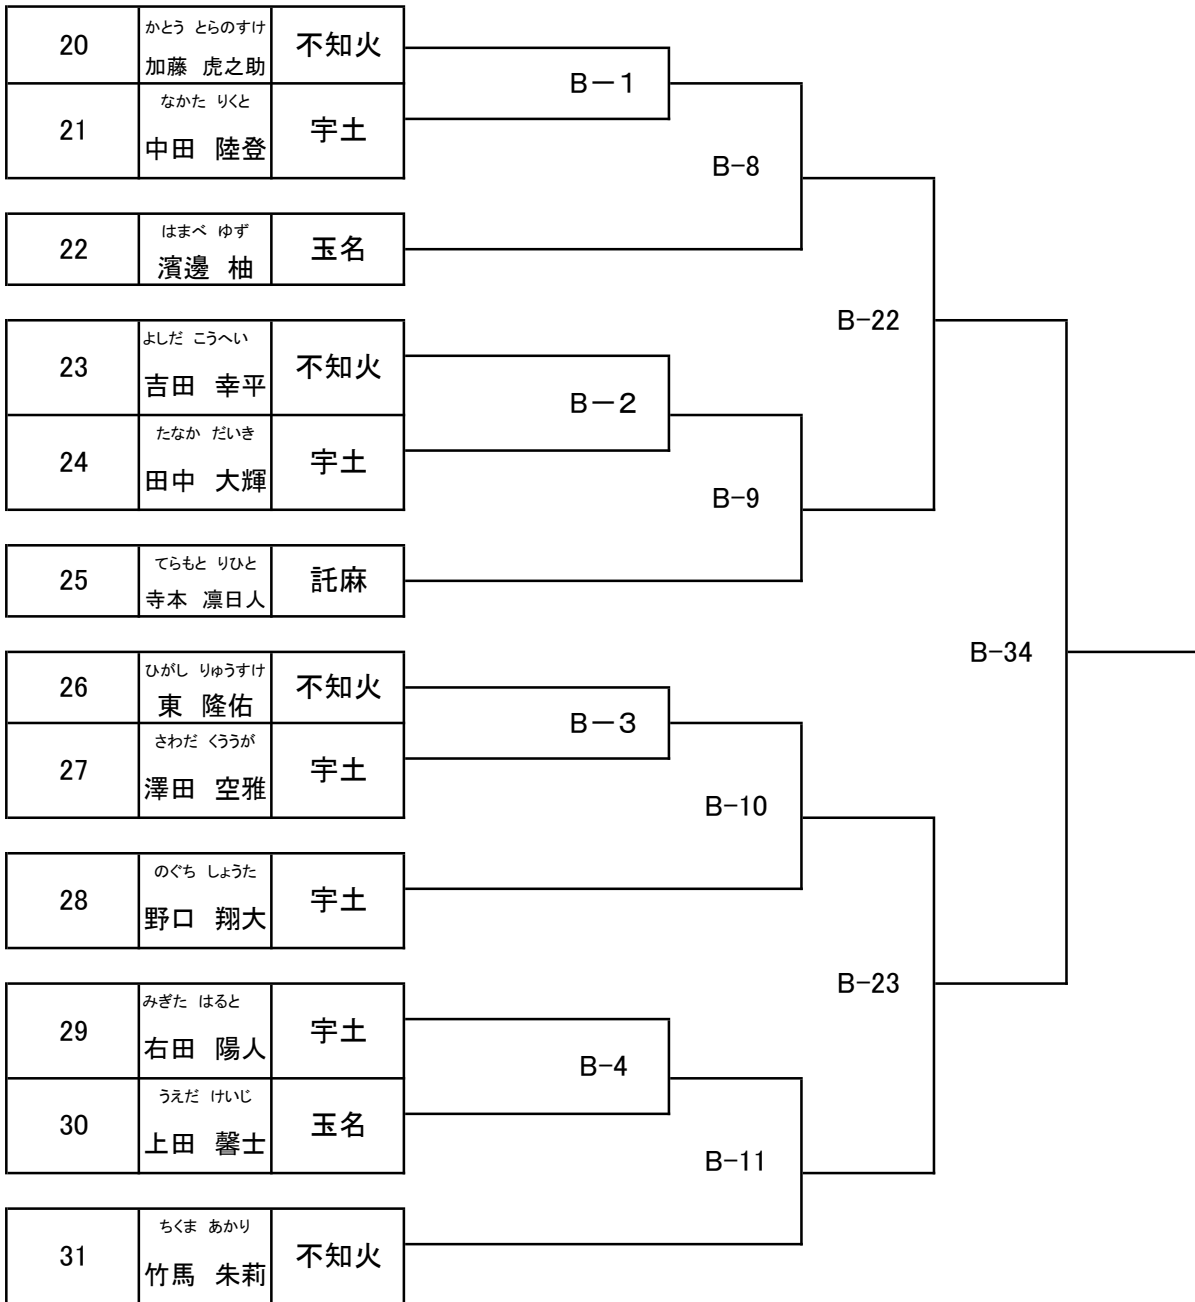 かとう とらのすけ
20 加藤 虎之助 不知火
B－1
なかた りくと
21 中田 陸登 宇土
B-8
はまべ ゆず
22 濱邊 柚 玉名
B-22
よしだ こうへい
23 吉田 幸平 不知火
B－2
たなか だいき
24 田中 大輝 宇土
B-9
てらもと りひと
25 寺本 凛日人 託麻
B-34
ひがし りゅうすけ
26 東 隆佑 不知火
B－3
さわだ くううが
27 澤田 空雅 宇土
B-10
のぐち しょうた
28 野口 翔大 宇土
B-23
みぎた はると
29 右田 陽人 宇土
B-4
うえだ けいじ
30 上田 馨士 玉名
B-11
ちくま あかり
31 竹馬 朱莉 不知火